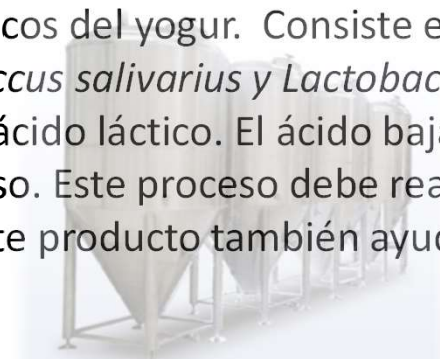 cos del yogur. Consiste e
ccus salivarius y Lactobac
ácido láctico. El ácido baja
so. Este proceso debe rea
te producto también ayud